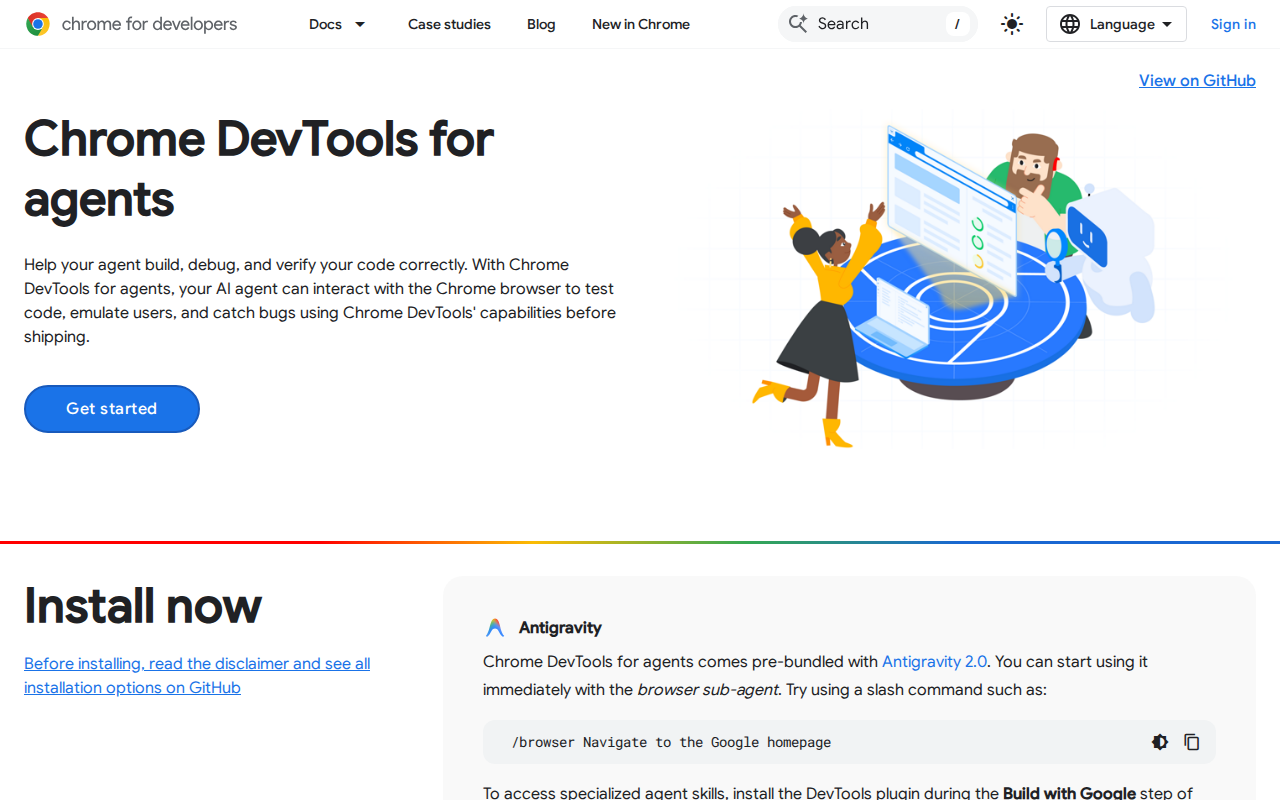 chrome for developers
Docs
Case studies
Blog
New in Chrome
Search
/
Language
Sign in
View on GitHub
Chrome DevTools for
agents
Help your agent build, debug, and verify your code correctly. With Chrome
DevTools for agents, your AI agent can interact with the Chrome browser to test
code, emulate users, and catch bugs using Chrome DevTools' capabilities before
shipping.
Get started
Install now
Before installing, read the disclaimer and see all
installation options on GitHub
Antigravity
Chrome DevTools for agents comes pre-bundled with Antigravity 2.0. You can start using it
immediately with the browser sub-agent. Try using a slash command such as:
/browser Navigate to the Google homepage
To access specialized agent skills, install the DevTools plugin during the Build with Google step of